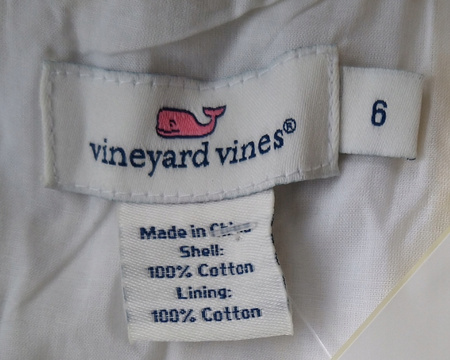 vineyard vines®
6
Made in China
Shell:
100% Cotton
Lining:
100% Cotton